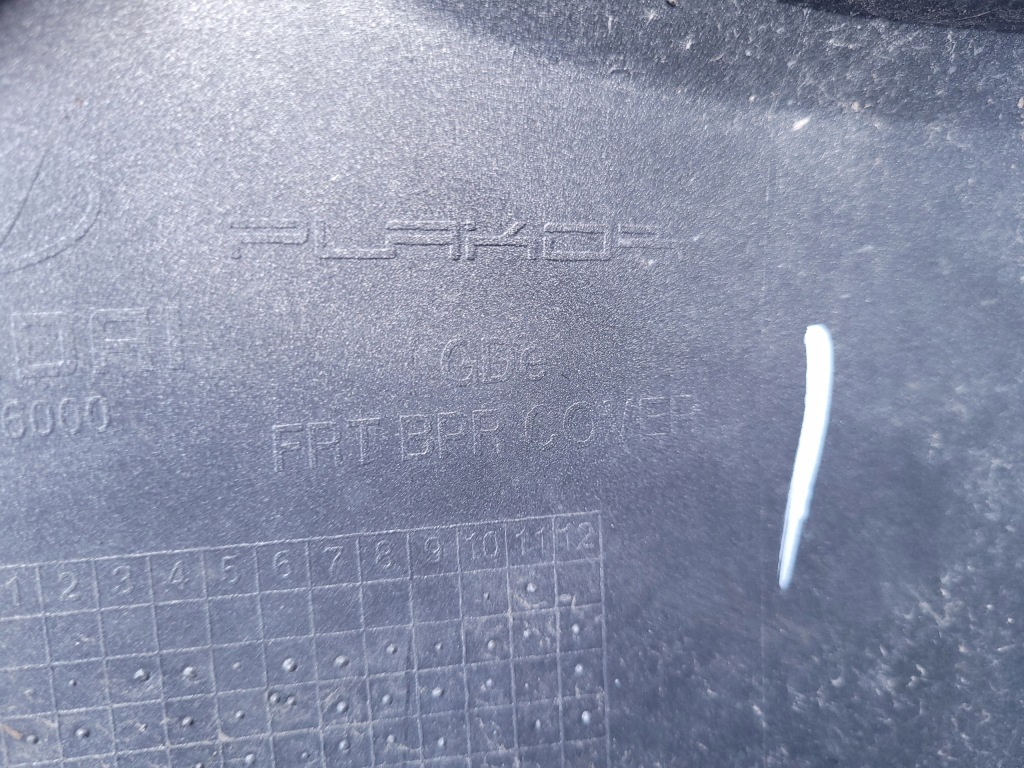 PLAKOR
GDe
6000
FRT BPR COVER
1 2 3 4 5 6 7 8 9 10 11 12